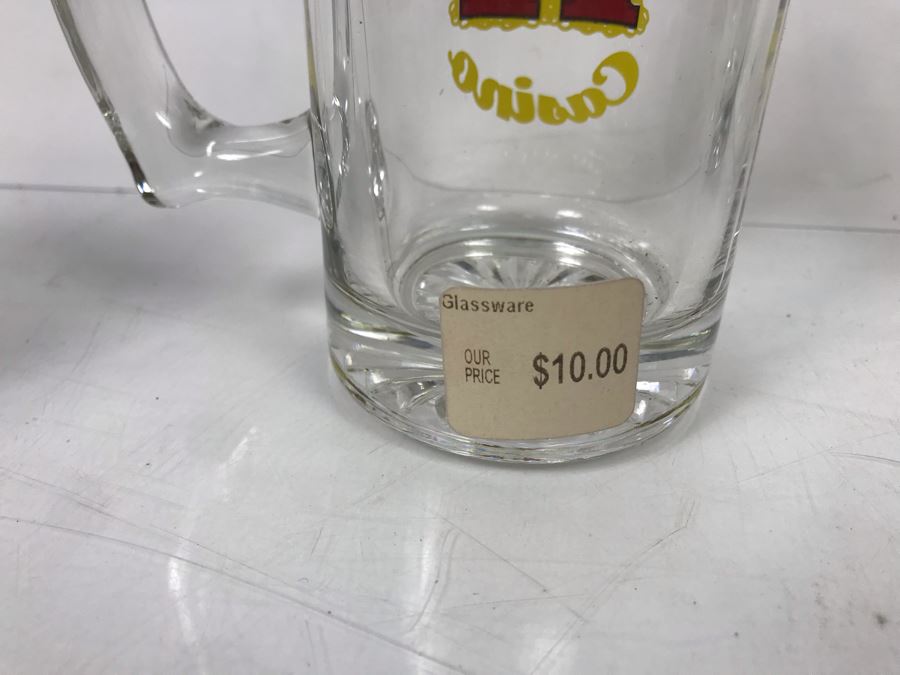 Casino
Glassware
OUR
PRICE $10.00